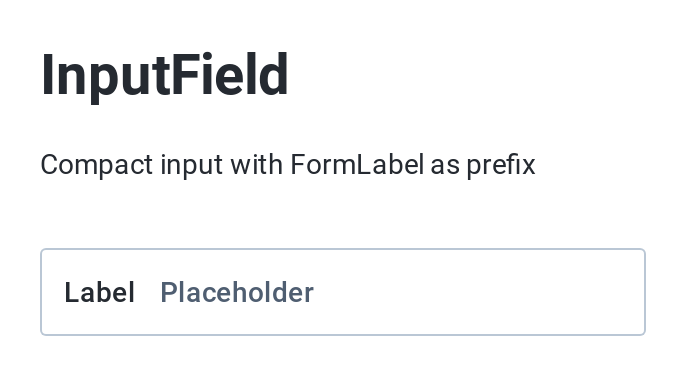 InputField
Compact input with FormLabel as prefix
Label Placeholder